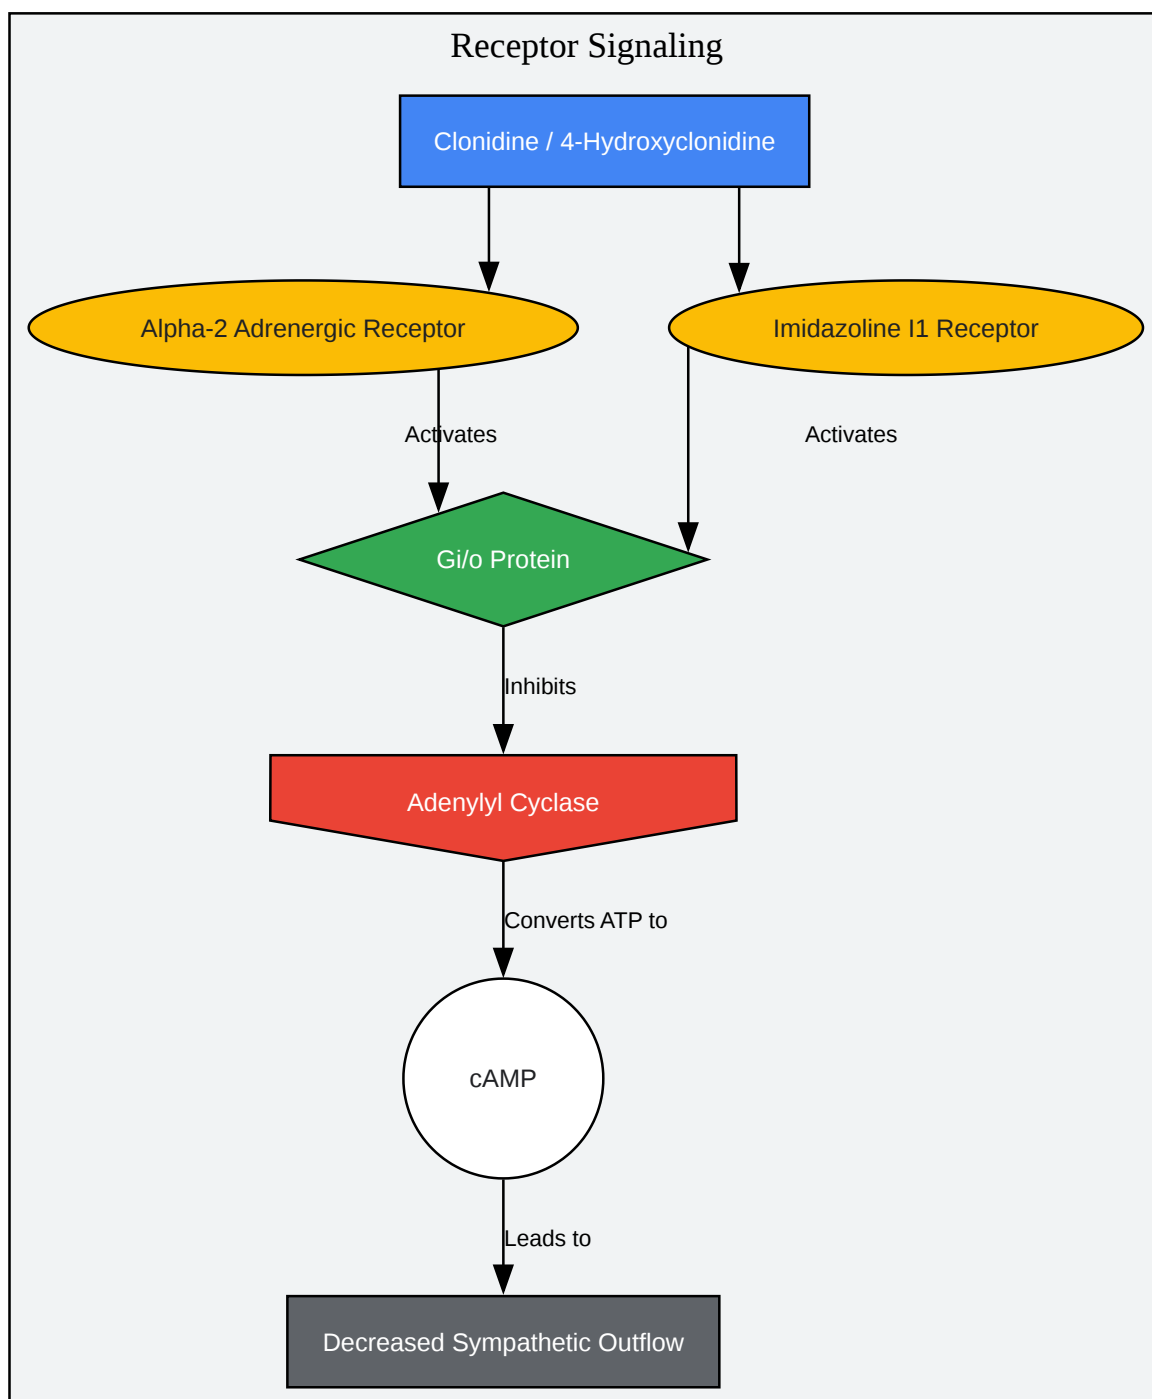 Receptor Signaling
Clonidine / 4-Hydroxyclonidine
Alpha-2 Adrenergic Receptor
Imidazoline I1 Receptor
Activates
Activates
Gi/o Protein
Inhibits
Adenylyl Cyclase
Converts ATP to
cAMP
Leads to
Decreased Sympathetic Outflow